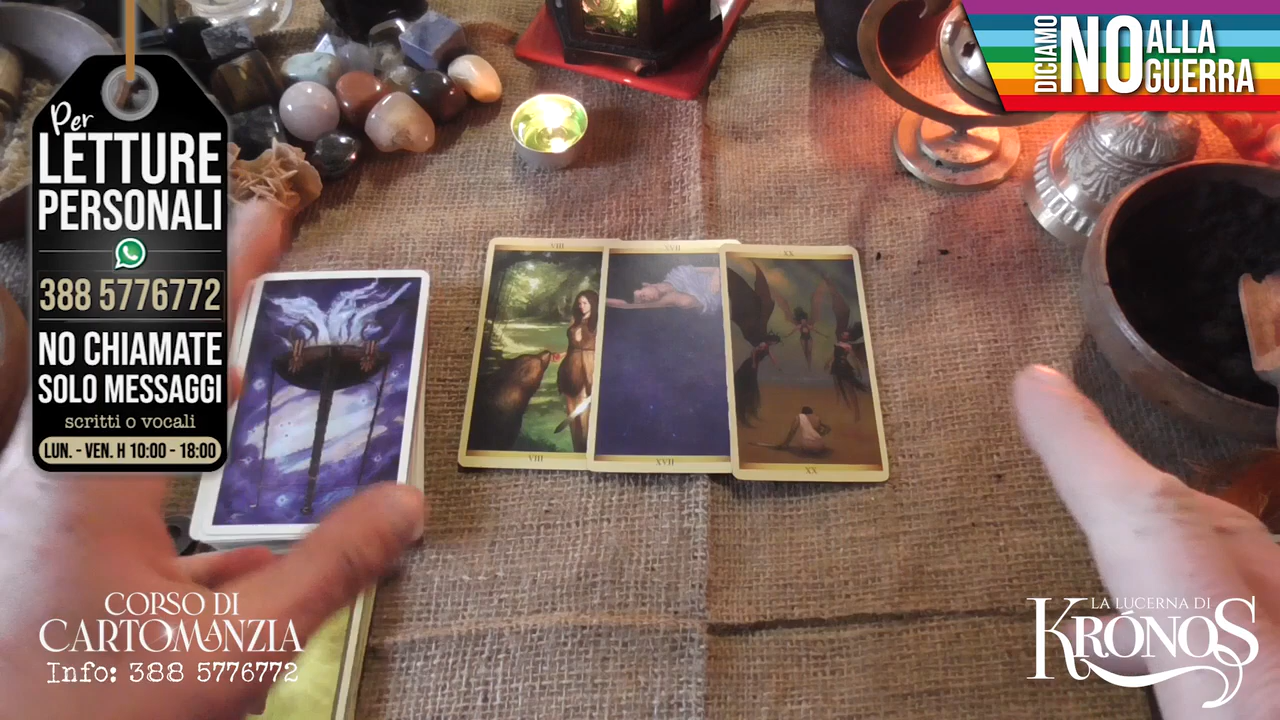 Per
LETTURE
PERSONALI
388 5776772
NO CHIAMATE
SOLO MESSAGGI
scritti o vocali
LUN. - VEN. H 10:00 - 18:00
DICIAMO
NO
ALLA
GUERRA
VIII
XVII
XX
VIII
XVII
XX
CORSO DI
CARTOMANZIA
Info: 388 5776772
LA LUCERNA DI
KRÓNOS